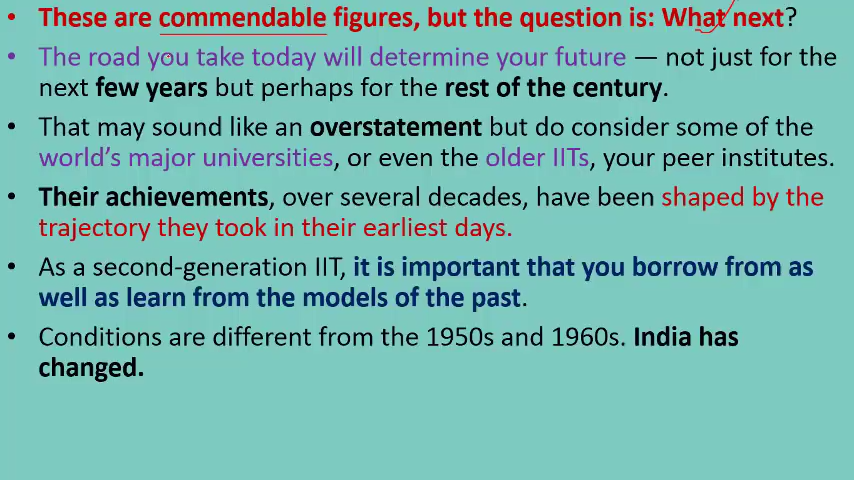 • These are commendable figures, but the question is: What next?
• The road you take today will determine your future — not just for the
next few years but perhaps for the rest of the century.
• That may sound like an overstatement but do consider some of the
world's major universities, or even the older IITs, your peer institutes.
• Their achievements, over several decades, have been shaped by the
trajectory they took in their earliest days.
• As a second-generation IIT, it is important that you borrow from as
well as learn from the models of the past.
• Conditions are different from the 1950s and 1960s. India has
changed.